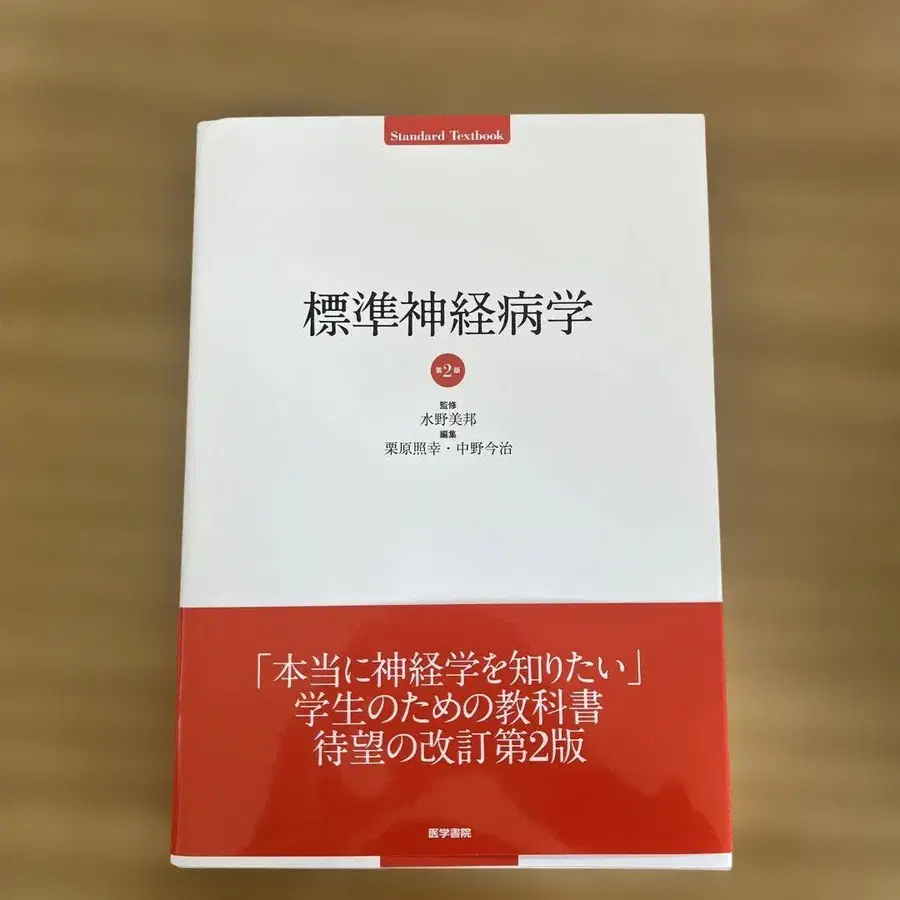 Standard Textbook
標準神経病学
第2版
監修
水野美邦
編集
栗原照幸・中野今治
「本当に神経学を知りたい」
学生のための教科書
待望の改訂第2版
医学書院